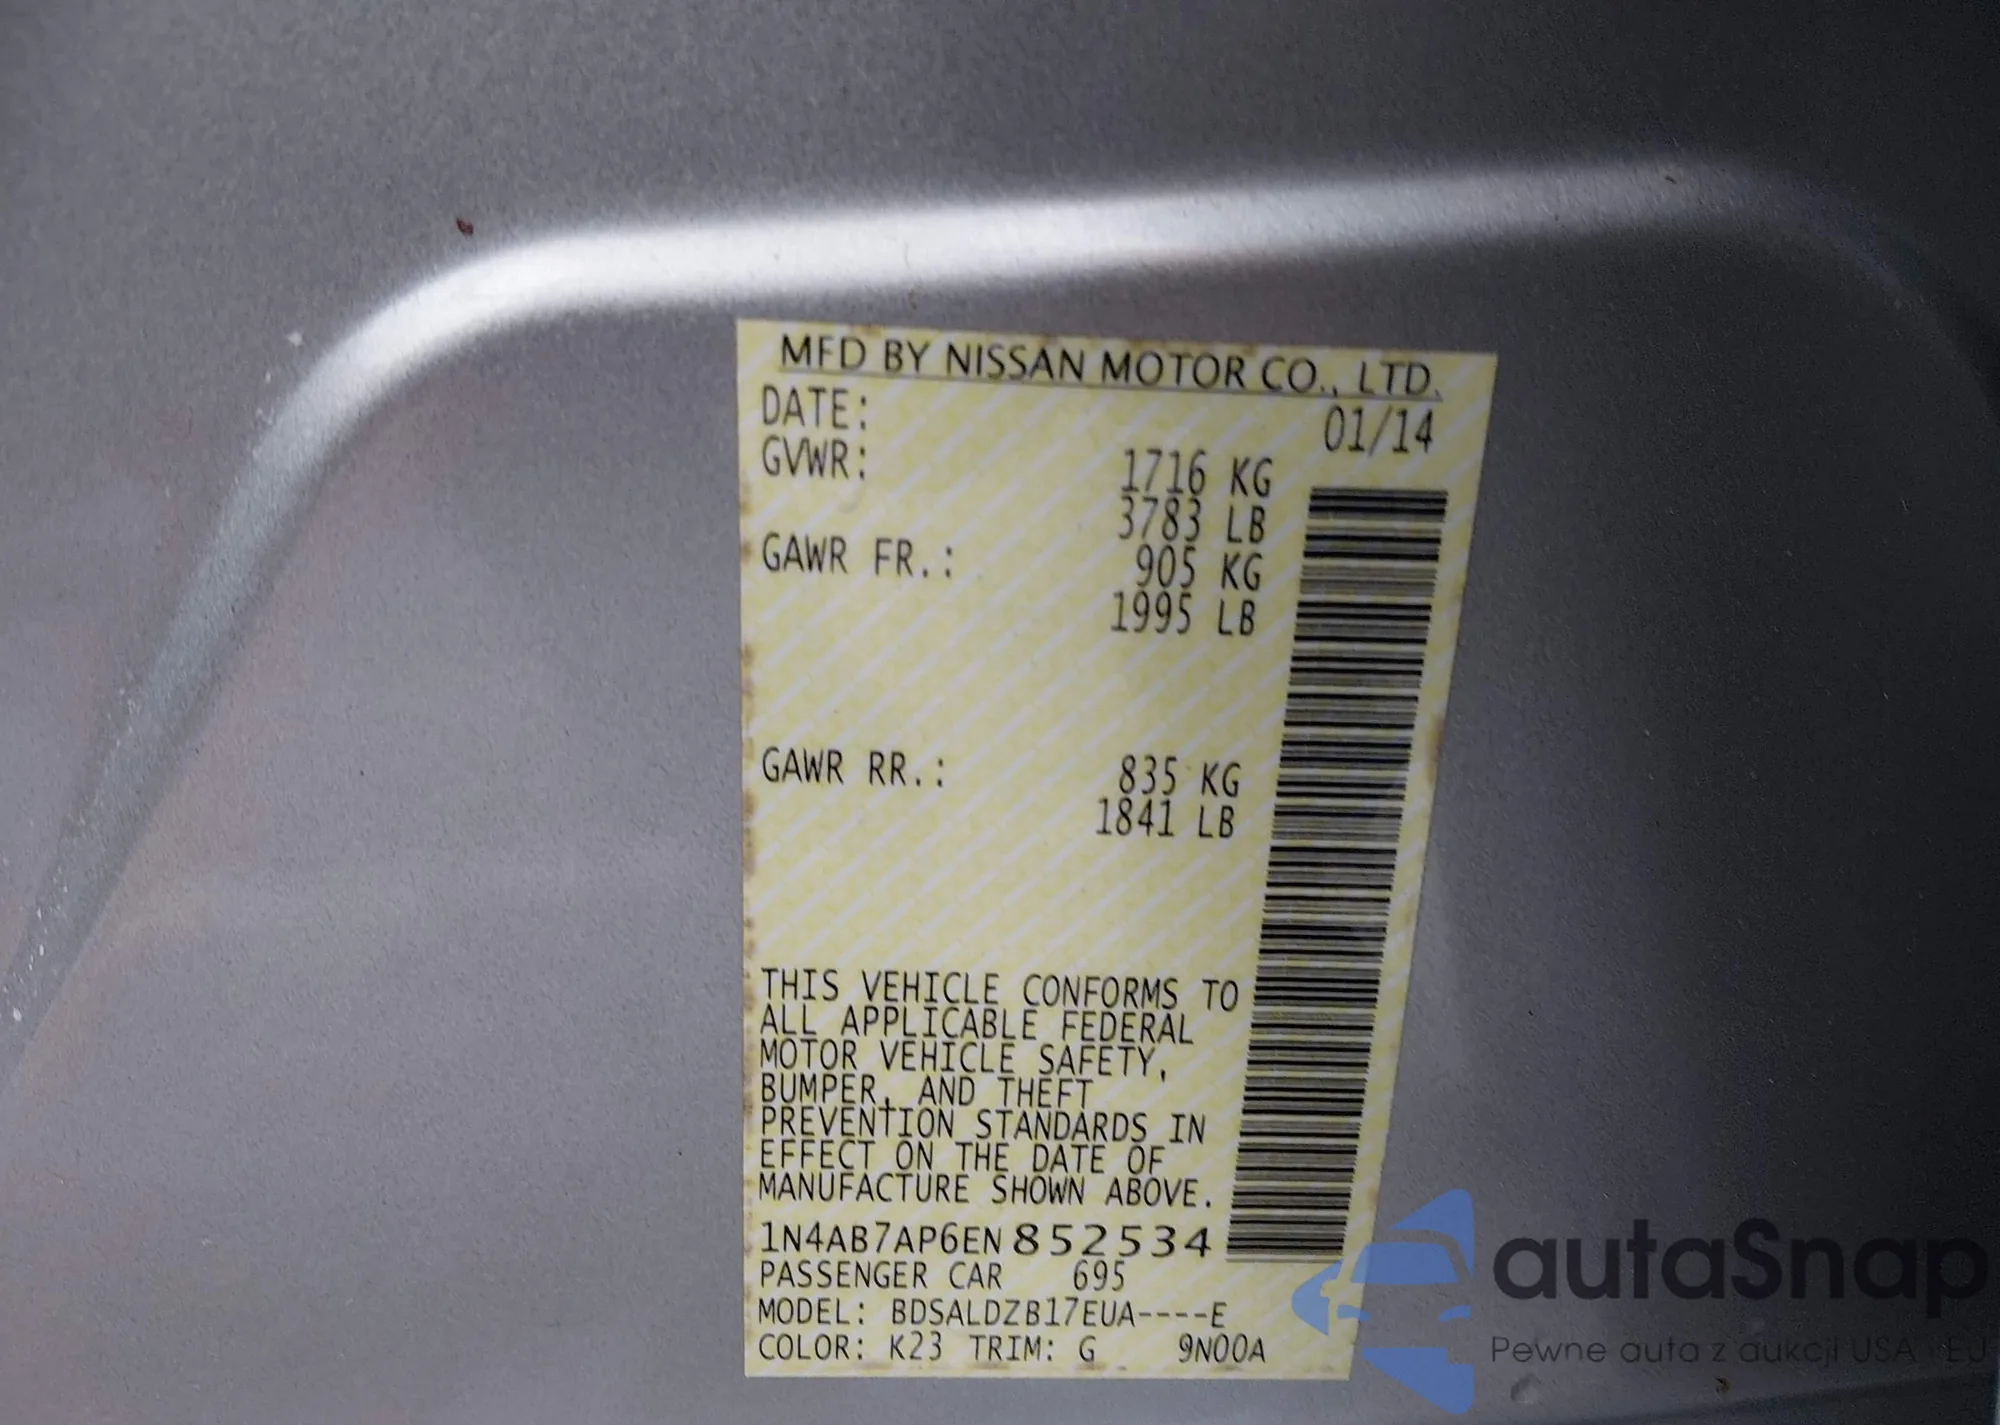 MFD BY NISSAN MOTOR CO., LTD.
DATE: 01/14
GVWR: 1716 KG
3783 LB
GAWR FR.: 905 KG
1995 LB
GAWR RR.: 835 KG
1841 LB
THIS VEHICLE CONFORMS TO
ALL APPLICABLE FEDERAL
MOTOR VEHICLE SAFETY,
BUMPER, AND THEFT
PREVENTION STANDARDS IN
EFFECT ON THE DATE OF
MANUFACTURE SHOWN ABOVE.
1N4AB7AP6EN852534
PASSENGER CAR 695
MODEL: BDSALDZB17EUA----E
COLOR: K23 TRIM: G 9N00A
autaSnap
Pewne auta z aukcji USA i EU